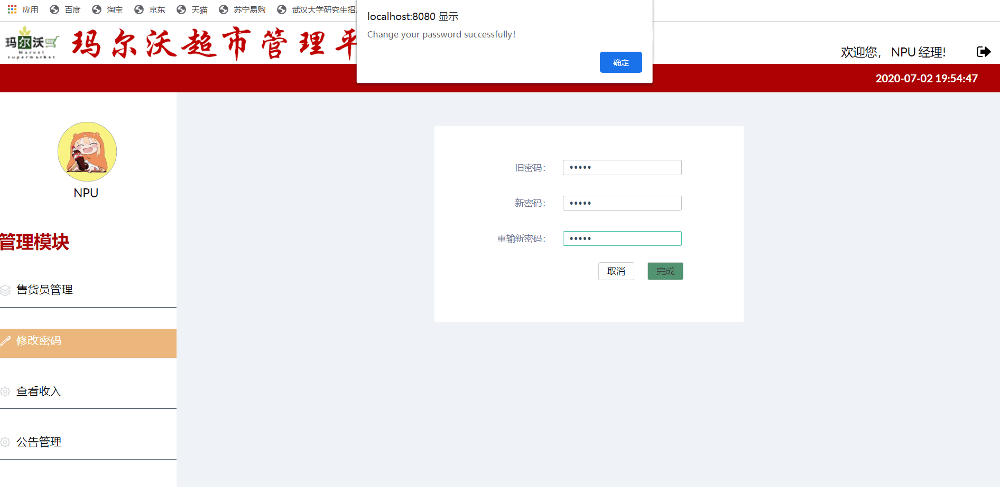 应用 百度 淘宝 京东 天猫 苏宁易购 武汉大学研究生招
localhost:8080 显示
Change your password successfully!
确定
玛尔沃
Marvol
supermarket
玛尔沃超市管理平
欢迎您， NPU 经理!
2020-07-02 19:54:47
NPU
管理模块
售货员管理
修改密码
查看收入
公告管理
旧密码：
新密码：
重输新密码：
取消 完成